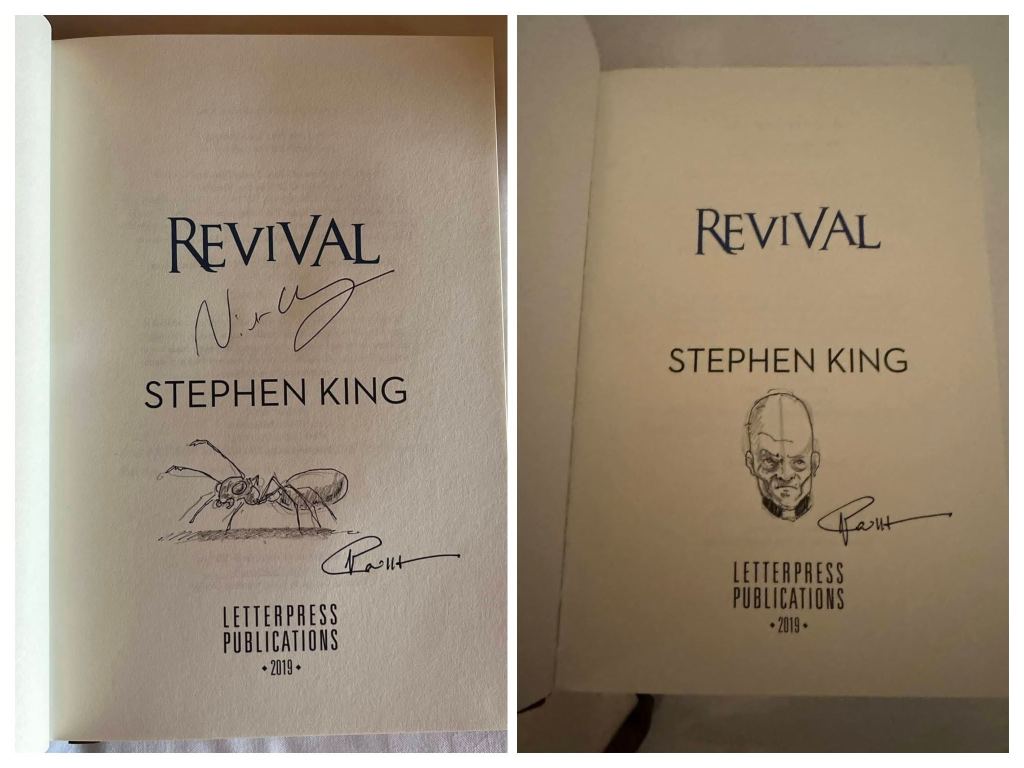 REVIVAL
STEPHEN KING
LETTERPRESS
PUBLICATIONS
◆ 2019 ◆
REVIVAL
STEPHEN KING
LETTERPRESS
PUBLICATIONS
◆ 2019 ◆